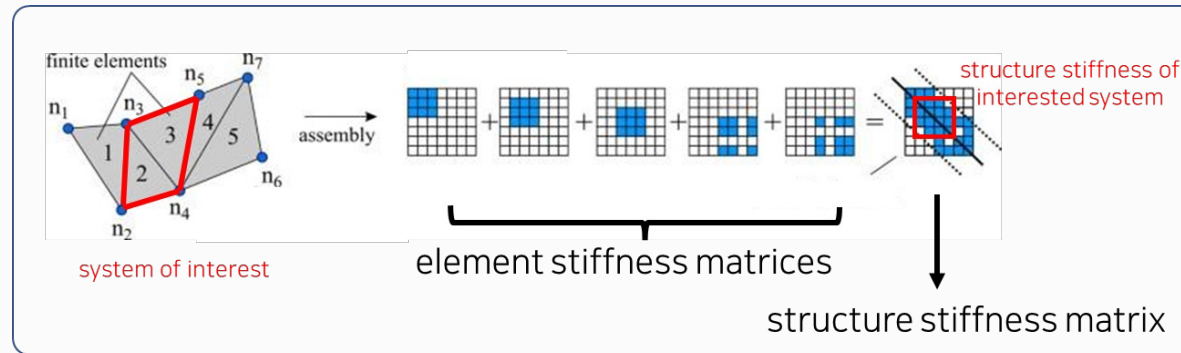 finite elements
n7
n5
n1
n3
4
3
5
1
2
n6
n4
n2
assembly
+ + + + =
structure stiffness of
interested system
system of interest
element stiffness matrices
structure stiffness matrix